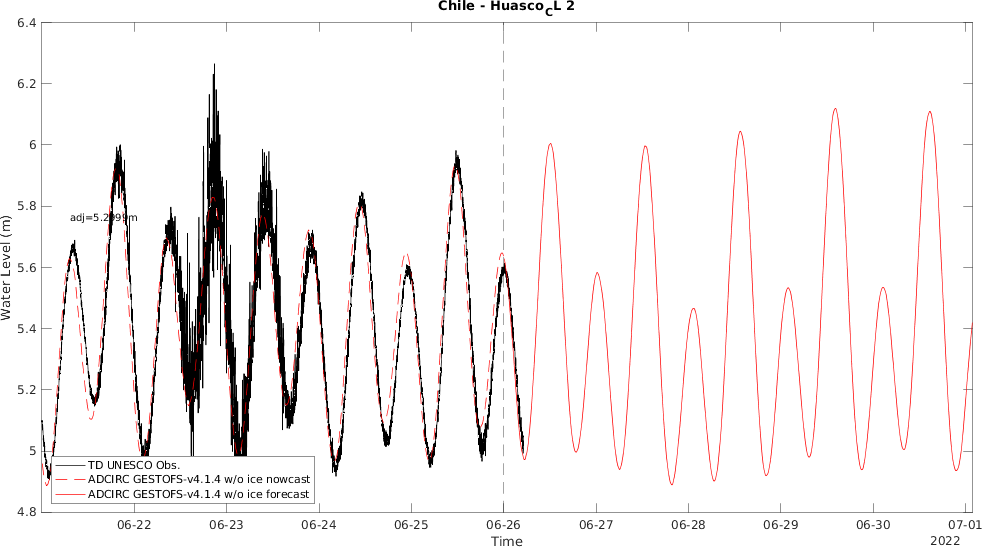 Chile - Huasco_CL 2
6.4
6.2
6
5.8
5.6
5.4
5.2
5
4.8
Water Level (m)
adj=5.2099m
TD UNESCO Obs.
ADCIRC GESTOFS-v4.1.4 w/o ice nowcast
ADCIRC GESTOFS-v4.1.4 w/o ice forecast
06-22
06-23
06-24
06-25
06-26
06-27
06-28
06-29
06-30
07-01
Time
2022